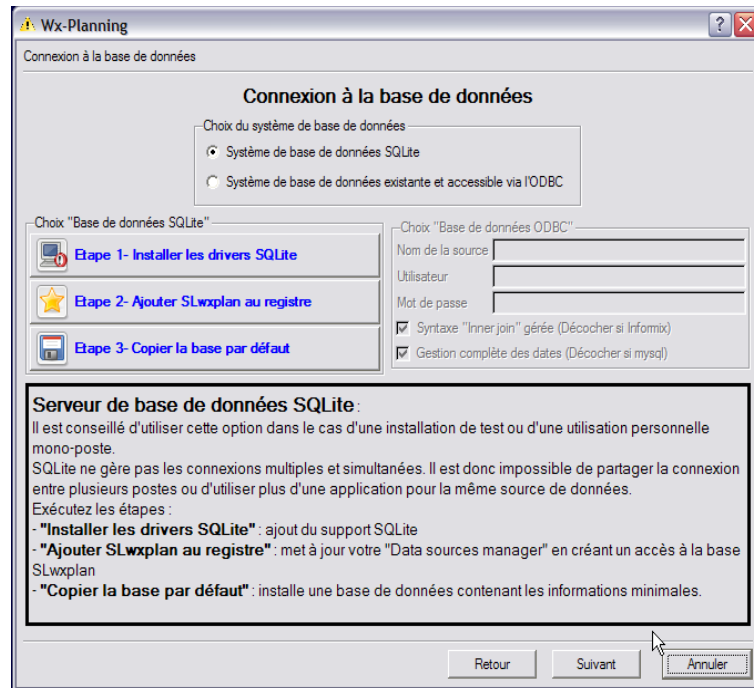 Wx-Planning
Connexion à la base de données
Connexion à la base de données
Choix du système de base de données
Système de base de données SQLite
Système de base de données existante et accessible via l'ODBC
Choix "Base de données SQLite"
Etape 1- Installer les drivers SQLite
Etape 2- Ajouter SLwxplan au registre
Etape 3- Copier la base par défaut
Choix "Base de données ODBC"
Nom de la source
Utilisateur
Mot de passe
Syntaxe "Inner join" gérée (Décocher si Informix)
Gestion complète des dates (Décocher si mysql)
Serveur de base de données SQLite :
Il est conseillé d'utiliser cette option dans le cas d'une installation de test ou d'une utilisation personnelle
mono-poste.
SQLite ne gère pas les connexions multiples et simultanées. Il est donc impossible de partager la connexion
entre plusieurs postes ou d'utiliser plus d'une application pour la même source de données.
Exécutez les étapes :
- "Installer les drivers SQLite" : ajout du support SQLite
- "Ajouter SLwxplan au registre" : met à jour votre "Data sources manager" en créant un accès à la base
SLwxplan
- "Copier la base par défaut" : installe une base de données contenant les informations minimales.
Retour
Suivant
Annuler